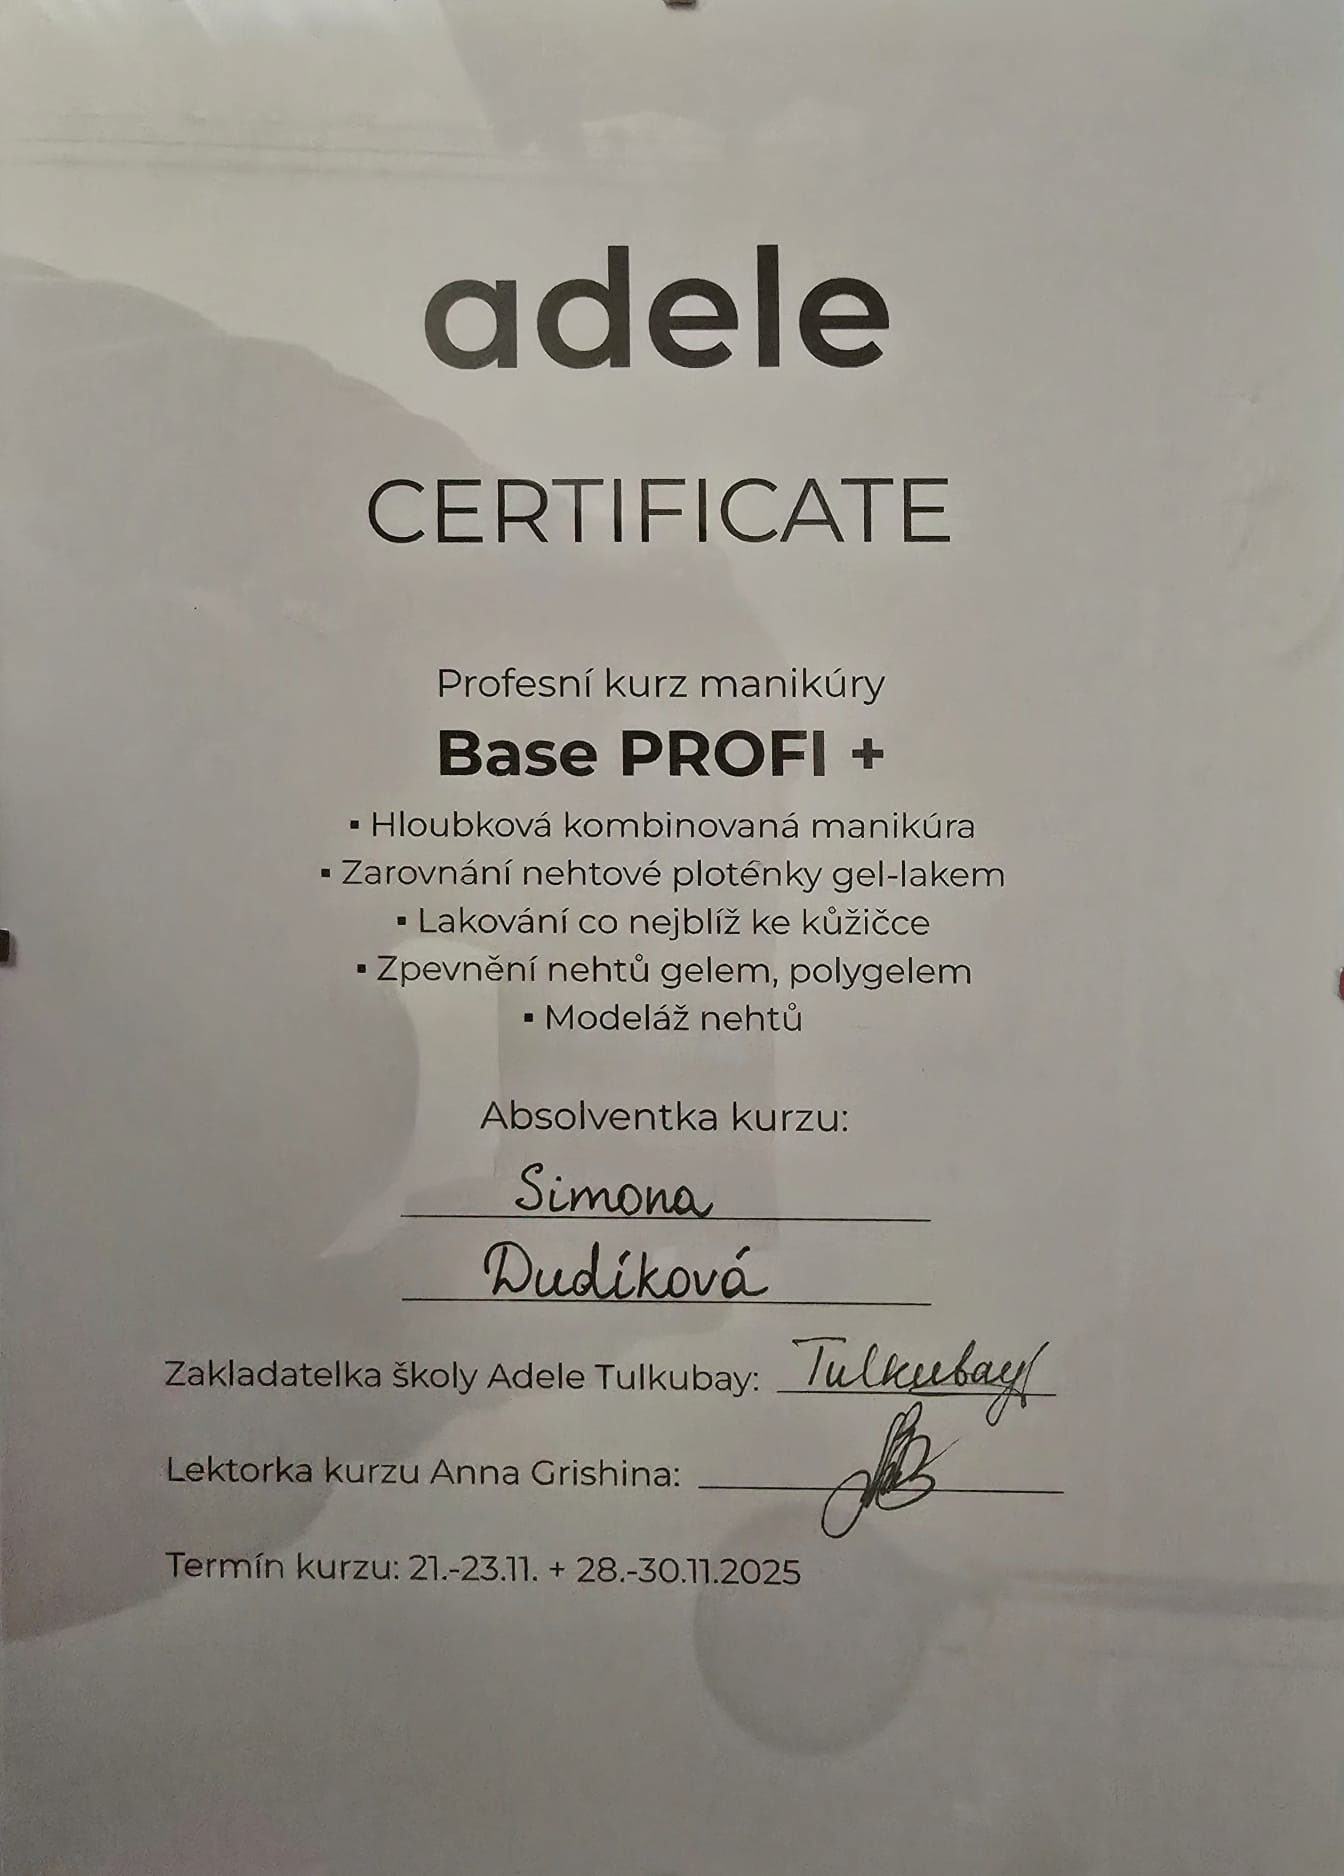 adele
CERTIFICATE
Profesní kurz manikúry
Base PROFI +
▪ Hloubková kombinovaná manikúra
▪ Zarovnání nehtové ploténky gel-lakem
▪ Lakování co nejblíž ke kůžičce
▪ Zpevnění nehtů gelem, polygelem
▪ Modeláž nehtů
Absolventka kurzu:
Simona
Dudíková
Zakladatelka školy Adele Tulkubay: Tulkubay
Lektorka kurzu Anna Grishina:
Termín kurzu: 21.-23.11. + 28.-30.11.2025